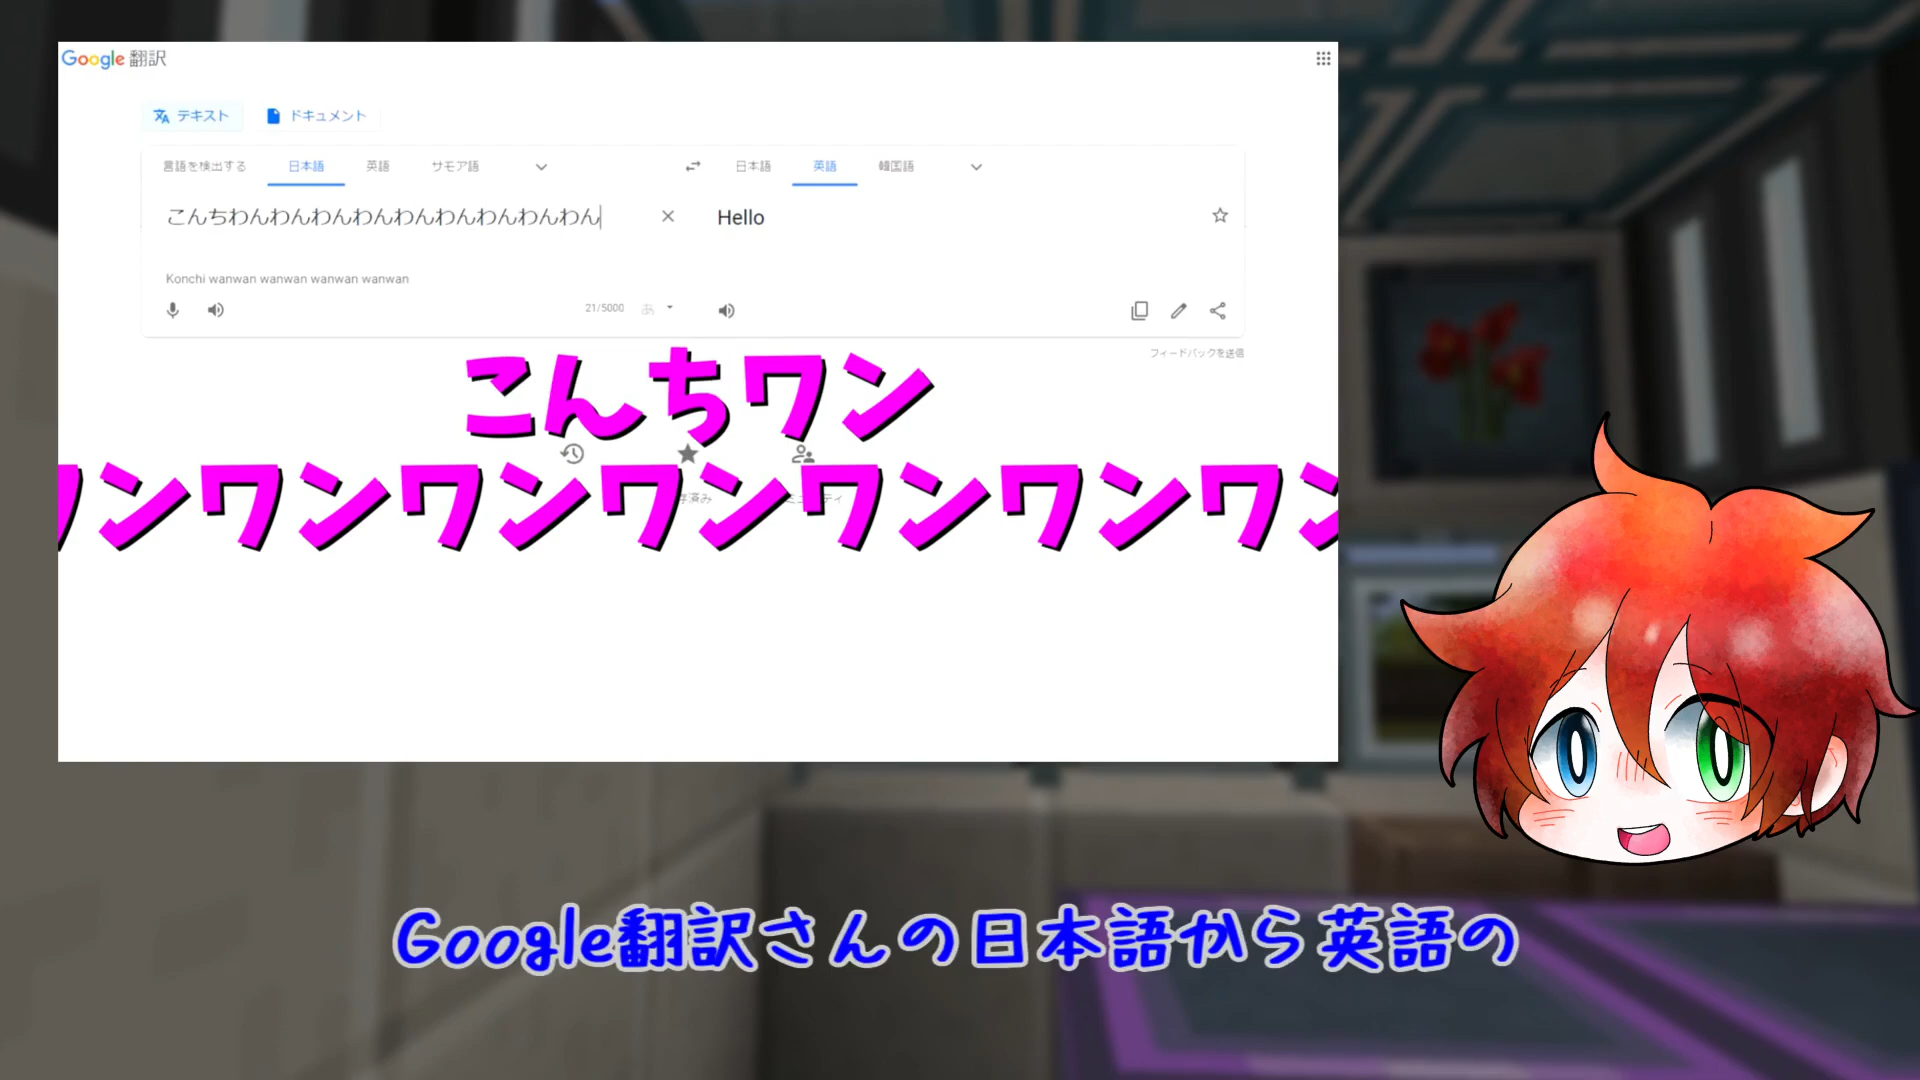 Google 翻訳
テキスト ドキュメント
言語を検出する 日本語 英語 サモア語 日本語 英語 韓国語
こんちわんわんわんわんわんわんわんわんわん
Hello
Konchi wanwan wanwan wanwan wanwan
21/5000 あ
フィードバックを送信
こんちワン
ワンワンワンワンワンワンワン
Google翻訳さんの日本語から英語の